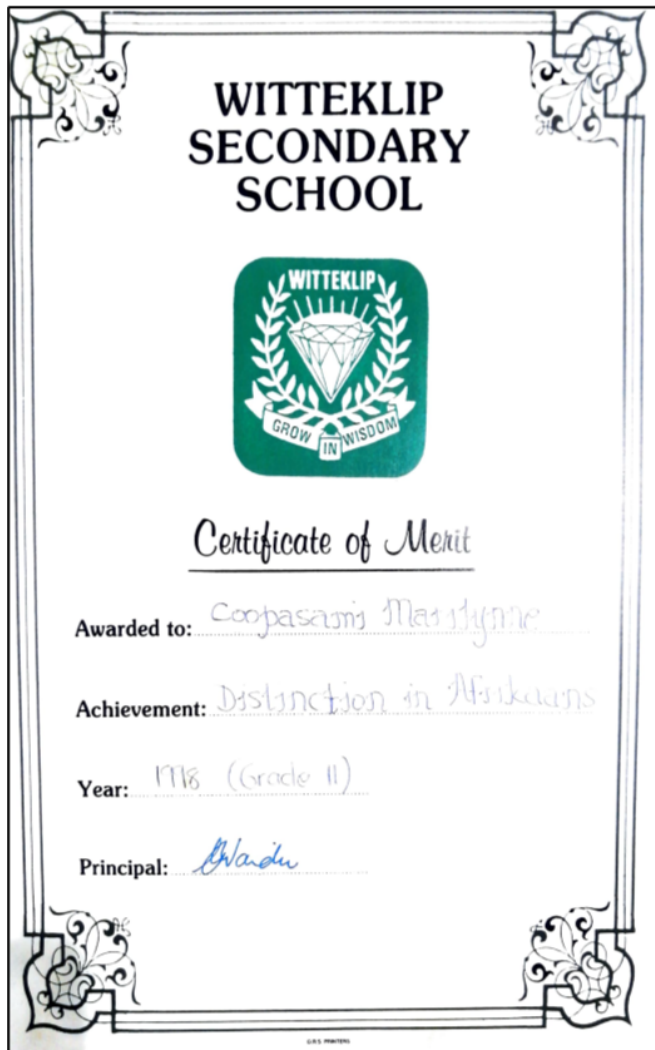 WITTEKLIP
SECONDARY
SCHOOL
WITTEKLIP
GROW IN WISDOM
Certificate of Merit
Awarded to: Coopasami Marilynne
Achievement: Distinction in Afrikaans
Year: 1998 (Grade 11)
Principal:
G.R.S. PRINTERS